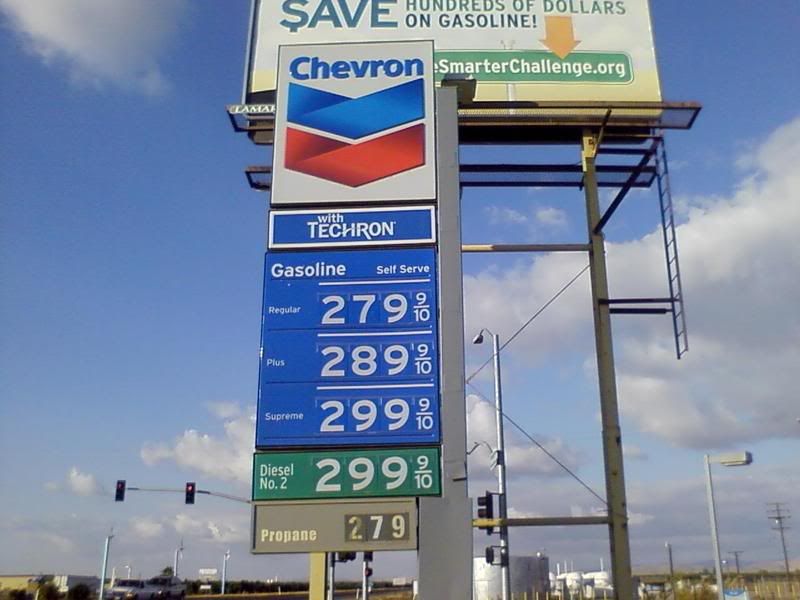 $AVE HUNDREDS OF DOLLARS
ON GASOLINE!
eSmarterChallenge.org
LAMAR
Chevron
with
TECHRON
Gasoline Self Serve
Regular 279 9/10
Plus 289 9/10
Supreme 299 9/10
Diesel
No. 2 299 9/10
Propane 279